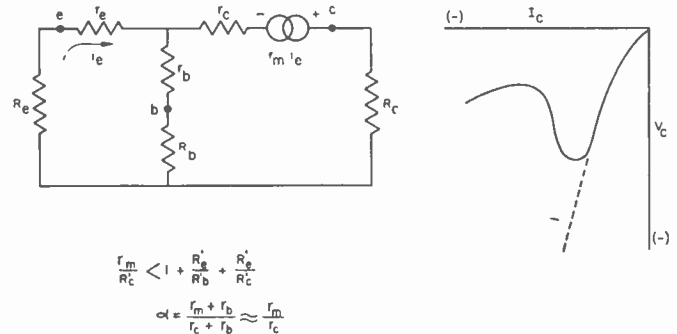 e r_e r_c - + c
i_e r_m i_e
r_b
R_e b R_c
R_b
(-) I_c
V_c
(-)
r_m/R'_c < 1 + R'_e/R'_b + R'_e/R'_c
α = (r_m + r_b)/(r_c + r_b) ≈ r_m/r_c